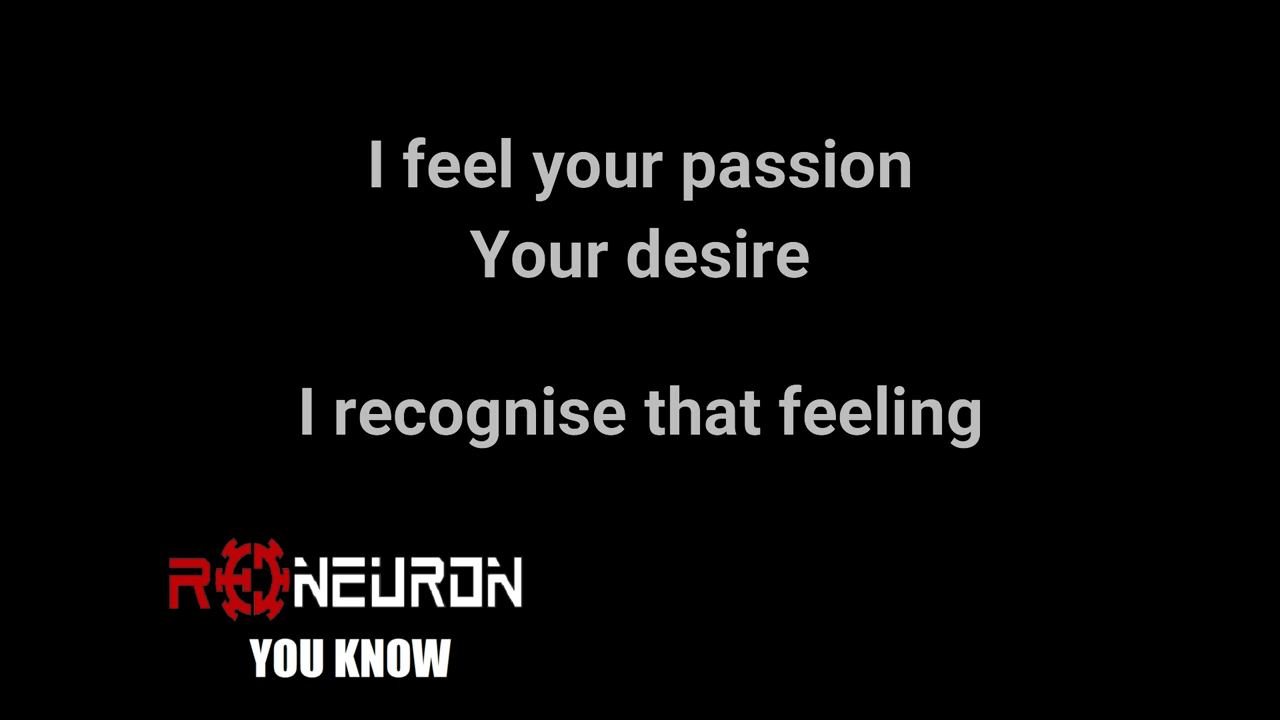 I feel your passion
Your desire
I recognise that feeling
RONEURON
YOU KNOW